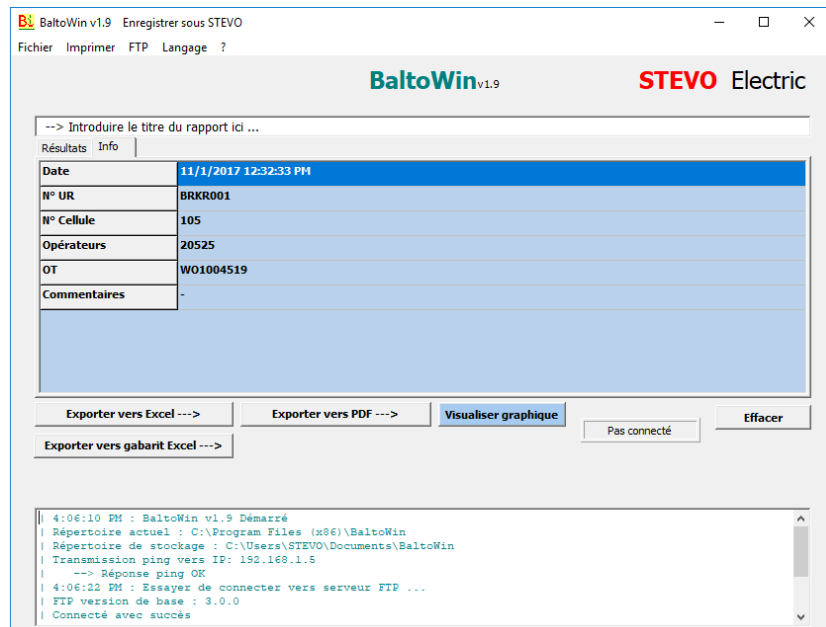 BaltoWin v1.9 Enregistrer sous STEVO
Fichier Imprimer FTP Langage ?
BaltoWin v1.9 STEVO Electric
--> Introduire le titre du rapport ici ...
Résultats Info
Date 11/1/2017 12:32:33 PM
N° UR BRKR001
N° Cellule 105
Opérateurs 20525
OT WO1004519
Commentaires -
Exporter vers Excel ---> Exporter vers PDF ---> Visualiser graphique Pas connecté Effacer
Exporter vers gabarit Excel --->
| 4:06:10 PM : BaltoWin v1.9 Démarré
| Répertoire actuel : C:\Program Files (x86)\BaltoWin
| Répertoire de stockage : C:\Users\STEVO\Documents\BaltoWin
| Transmission ping vers IP: 192.168.1.5
| --> Réponse ping OK
| 4:06:22 PM : Essayer de connecter vers serveur FTP ...
| FTP version de base : 3.0.0
| Connecté avec succès